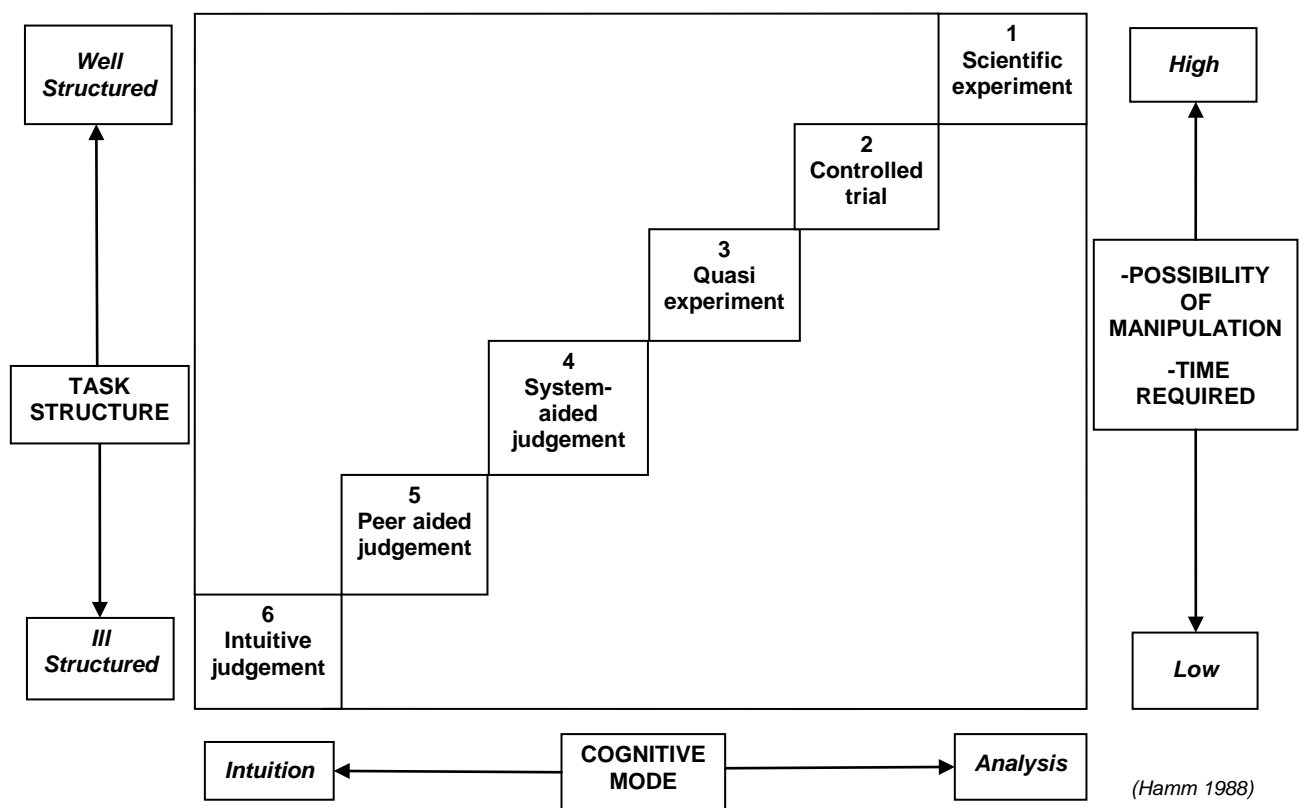 Well
Structured
1
Scientific
experiment
High
2
Controlled
trial
3
Quasi
experiment
-POSSIBILITY
OF
MANIPULATION
-TIME
REQUIRED
TASK
STRUCTURE
4
System-
aided
judgement
5
Peer aided
judgement
Ill
Structured
6
Intuitive
judgement
Low
Intuition
COGNITIVE
MODE
Analysis
(Hamm 1988)